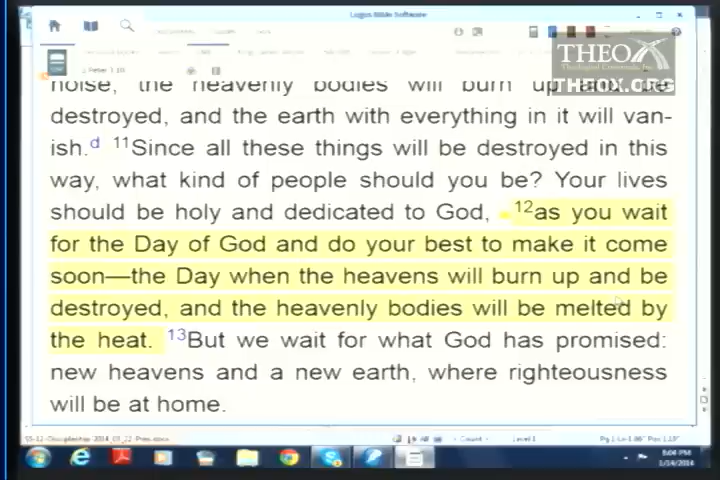 Logos Bible Software
THEOX
THEOX.ORG
2 Peter 3:10
noise, the heavenly bodies will burn up and be
destroyed, and the earth with everything in it will van-
ish.d 11Since all these things will be destroyed in this
way, what kind of people should you be? Your lives
should be holy and dedicated to God, 12as you wait
for the Day of God and do your best to make it come
soon—the Day when the heavens will burn up and be
destroyed, and the heavenly bodies will be melted by
the heat. 13But we wait for what God has promised:
new heavens and a new earth, where righteousness
will be at home.
Level 1